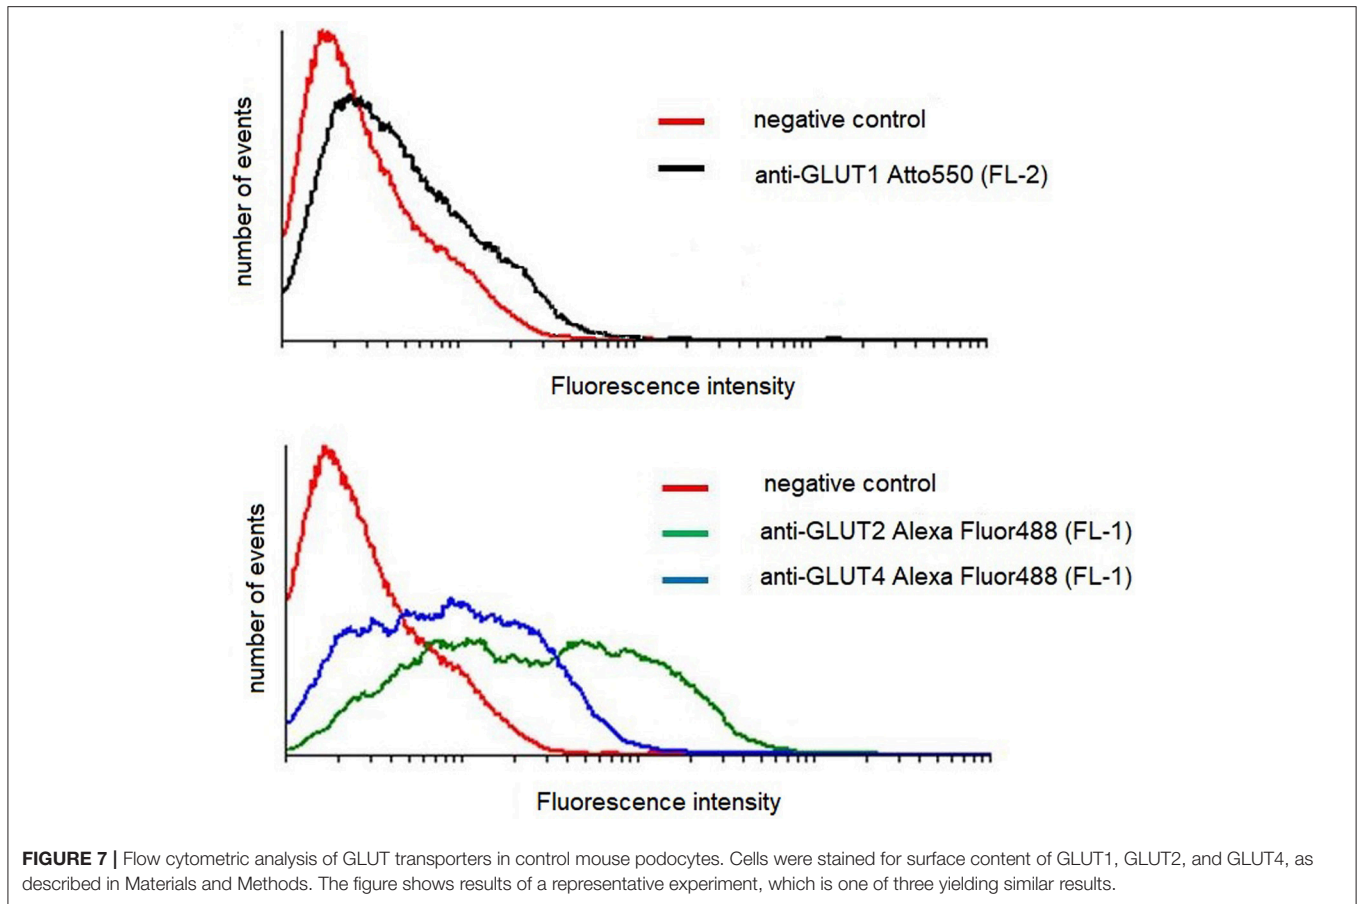 number of events
negative control
anti-GLUT1 Atto550 (FL-2)
Fluorescence intensity
number of events
negative control
anti-GLUT2 Alexa Fluor488 (FL-1)
anti-GLUT4 Alexa Fluor488 (FL-1)
Fluorescence intensity
FIGURE 7 | Flow cytometric analysis of GLUT transporters in control mouse podocytes. Cells were stained for surface content of GLUT1, GLUT2, and GLUT4, as
described in Materials and Methods. The figure shows results of a representative experiment, which is one of three yielding similar results.